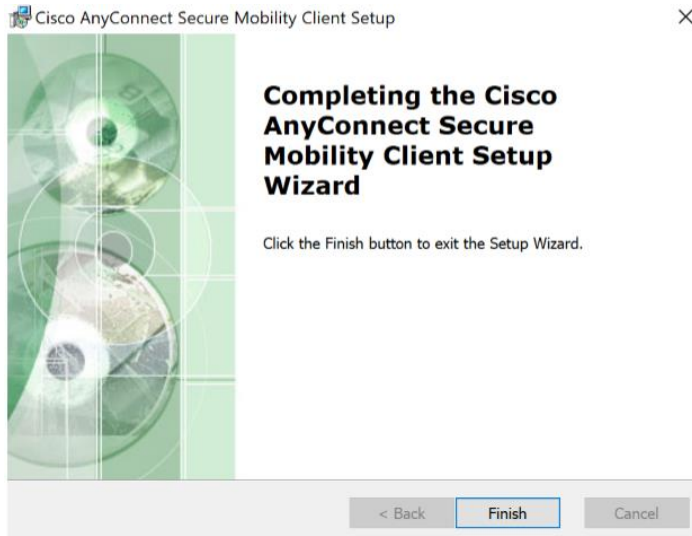 Cisco AnyConnect Secure Mobility Client Setup
Completing the Cisco
AnyConnect Secure
Mobility Client Setup
Wizard
Click the Finish button to exit the Setup Wizard.
< Back
Finish
Cancel